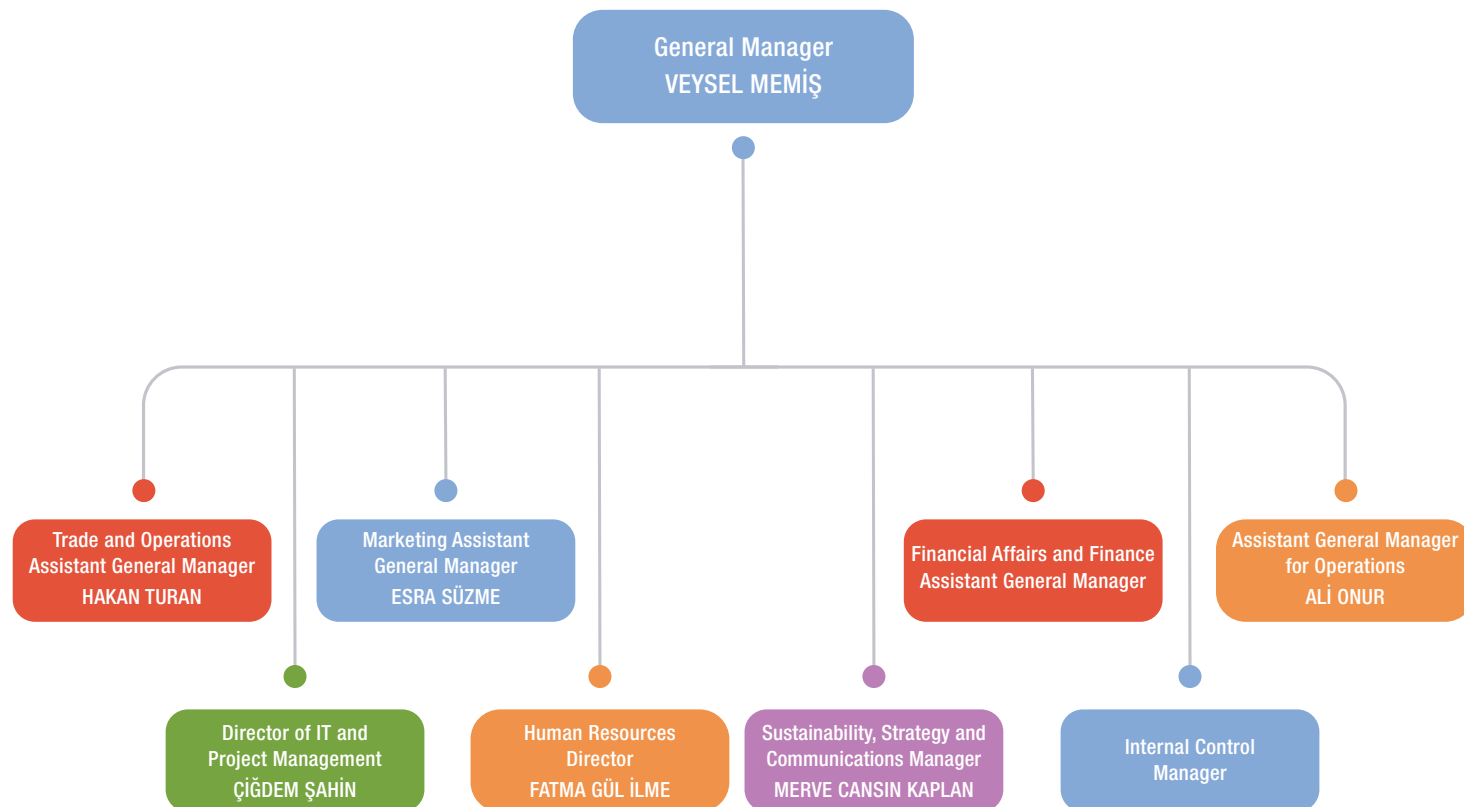 General Manager
VEYSEL MEMİŞ
Trade and Operations
Assistant General Manager
HAKAN TURAN
Marketing Assistant
General Manager
ESRA SÜZME
Financial Affairs and Finance
Assistant General Manager
Assistant General Manager
for Operations
ALİ ONUR
Director of IT and
Project Management
ÇİĞDEM ŞAHİN
Human Resources
Director
FATMA GÜL İLME
Sustainability, Strategy and
Communications Manager
MERVE CANSIN KAPLAN
Internal Control
Manager